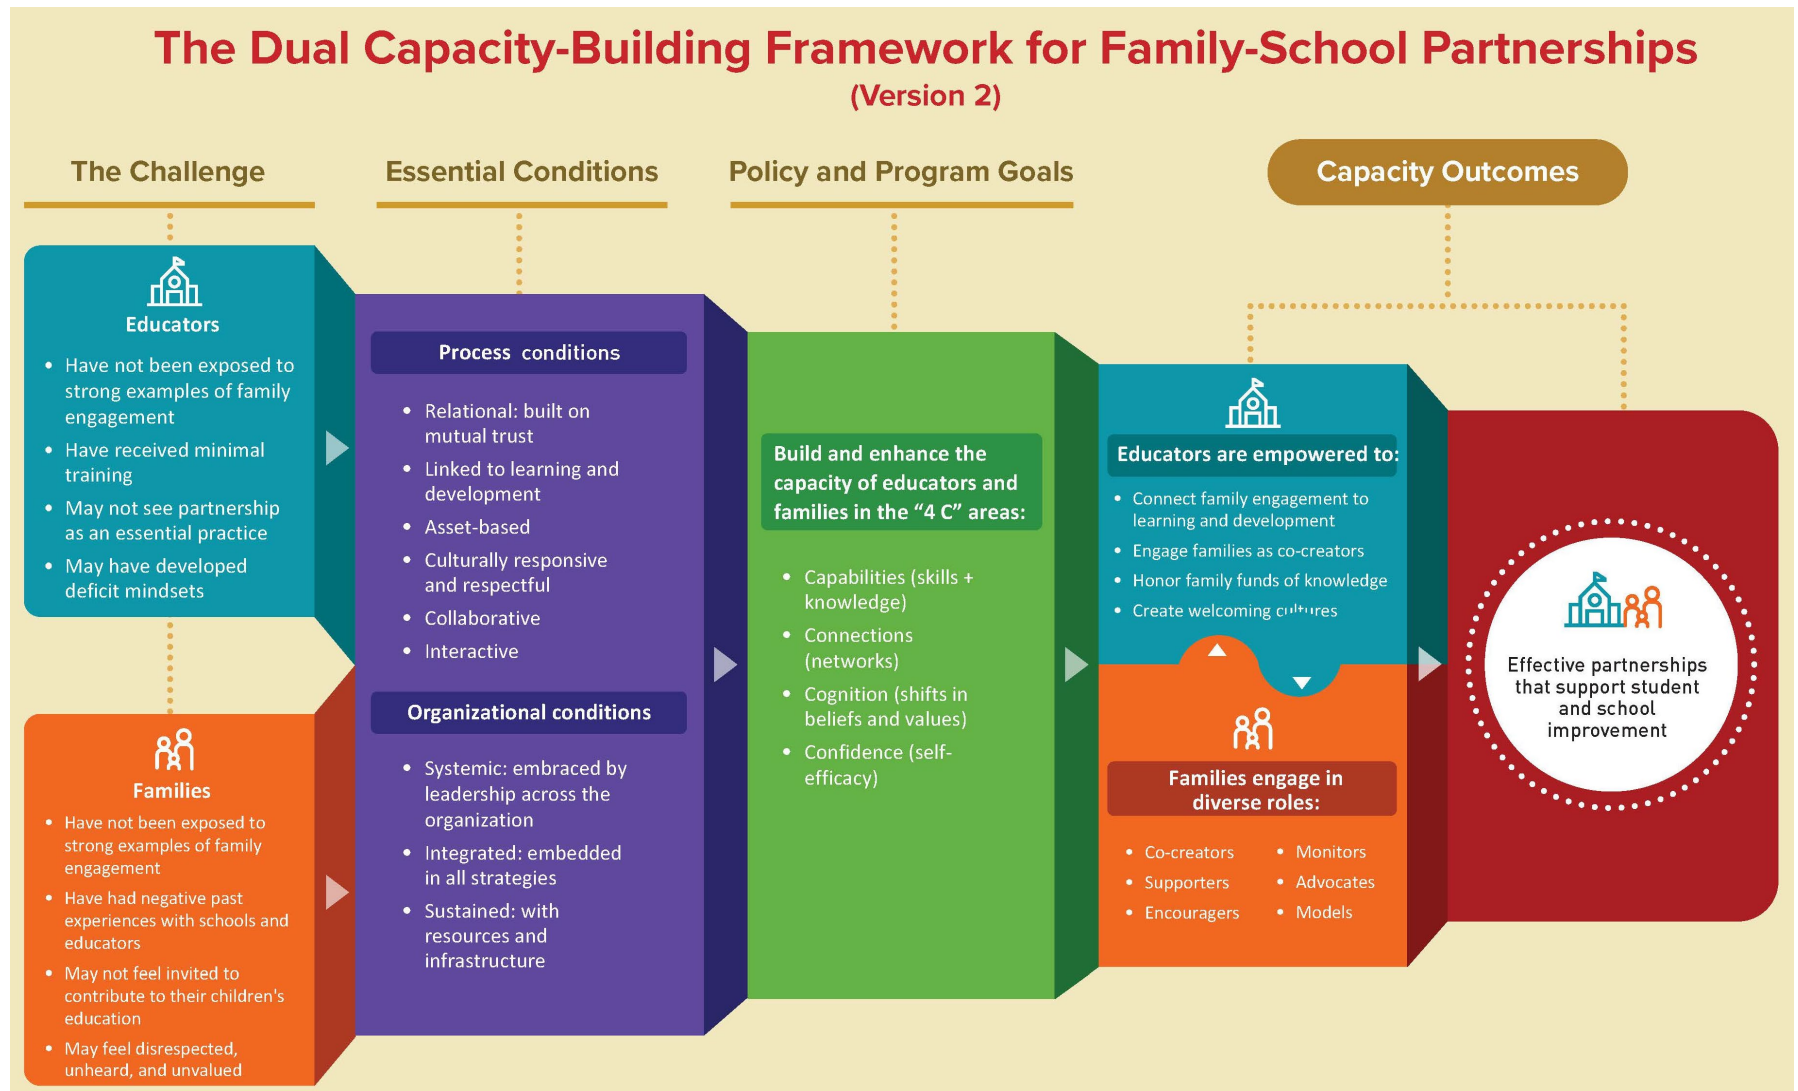 The Dual Capacity-Building Framework for Family-School Partnerships
(Version 2)
The Challenge
Educators
• Have not been exposed to
strong examples of family
engagement
• Have received minimal
training
• May not see partnership
as an essential practice
• May have developed
deficit mindsets
Families
• Have not been exposed to
strong examples of family
engagement
• Have had negative past
experiences with schools and
educators
• May not feel invited to
contribute to their children's
education
• May feel disrespected,
unheard, and unvalued
Essential Conditions
Process conditions
• Relational: built on
mutual trust
• Linked to learning and
development
• Asset-based
• Culturally responsive
and respectful
• Collaborative
• Interactive
Organizational conditions
• Systemic: embraced by
leadership across the
organization
• Integrated: embedded
in all strategies
• Sustained: with
resources and
infrastructure
Policy and Program Goals
Build and enhance the
capacity of educators and
families in the “4 C” areas:
• Capabilities (skills +
knowledge)
• Connections
(networks)
• Cognition (shifts in
beliefs and values)
• Confidence (self-
efficacy)
Capacity Outcomes
Educators are empowered to:
• Connect family engagement to
learning and development
• Engage families as co-creators
• Honor family funds of knowledge
• Create welcoming cultures
Families engage in
diverse roles:
• Co-creators
• Supporters
• Encouragers
• Monitors
• Advocates
• Models
Effective partnerships
that support student
and school
improvement